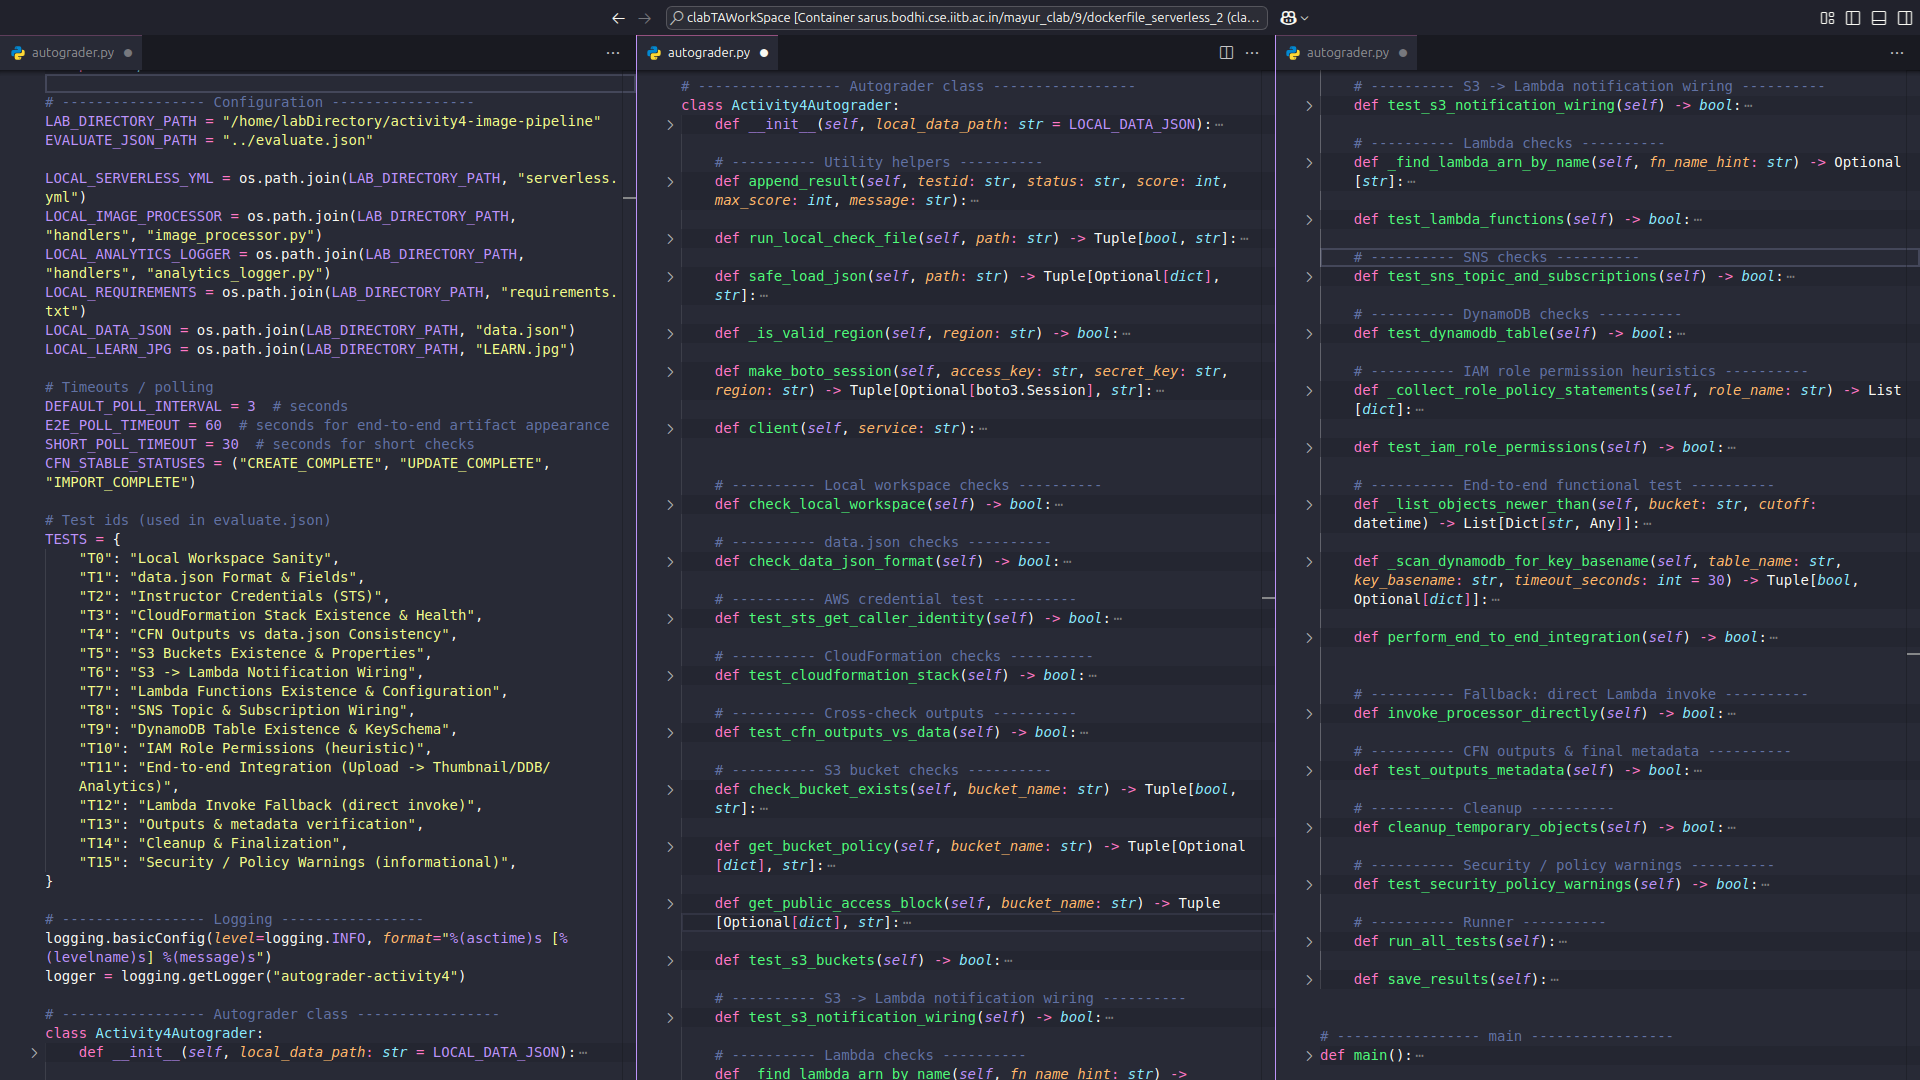 clabTAWorkSpace [Container sarus.bodhi.cse.iitb.ac.in/mayur_clab/9/dockerfile_serverless_2 (cla...
autograder.py
# ----------------- Configuration -----------------
LAB_DIRECTORY_PATH = "/home/labDirectory/activity4-image-pipeline"
EVALUATE_JSON_PATH = "../evaluate.json"
LOCAL_SERVERLESS_YML = os.path.join(LAB_DIRECTORY_PATH, "serverless.
yml")
LOCAL_IMAGE_PROCESSOR = os.path.join(LAB_DIRECTORY_PATH,
"handlers", "image_processor.py")
LOCAL_ANALYTICS_LOGGER = os.path.join(LAB_DIRECTORY_PATH,
"handlers", "analytics_logger.py")
LOCAL_REQUIREMENTS = os.path.join(LAB_DIRECTORY_PATH, "requirements.
txt")
LOCAL_DATA_JSON = os.path.join(LAB_DIRECTORY_PATH, "data.json")
LOCAL_LEARN_JPG = os.path.join(LAB_DIRECTORY_PATH, "LEARN.jpg")
# Timeouts / polling
DEFAULT_POLL_INTERVAL = 3  # seconds
E2E_POLL_TIMEOUT = 60  # seconds for end-to-end artifact appearance
SHORT_POLL_TIMEOUT = 30  # seconds for short checks
CFN_STABLE_STATUSES = ("CREATE_COMPLETE", "UPDATE_COMPLETE",
"IMPORT_COMPLETE")
# Test ids (used in evaluate.json)
TESTS = {
"T0": "Local Workspace Sanity",
"T1": "data.json Format & Fields",
"T2": "Instructor Credentials (STS)",
"T3": "CloudFormation Stack Existence & Health",
"T4": "CFN Outputs vs data.json Consistency",
"T5": "S3 Buckets Existence & Properties",
"T6": "S3 -> Lambda Notification Wiring",
"T7": "Lambda Functions Existence & Configuration",
"T8": "SNS Topic & Subscription Wiring",
"T9": "DynamoDB Table Existence & KeySchema",
"T10": "IAM Role Permissions (heuristic)",
"T11": "End-to-end Integration (Upload -> Thumbnail/DDB/
Analytics)",
"T12": "Lambda Invoke Fallback (direct invoke)",
"T13": "Outputs & metadata verification",
"T14": "Cleanup & Finalization",
"T15": "Security / Policy Warnings (informational)",
}
# ----------------- Logging -----------------
logging.basicConfig(level=logging.INFO, format="%(asctime)s [%
(levelname)s] %(message)s")
logger = logging.getLogger("autograder-activity4")
# ----------------- Autograder class -----------------
class Activity4Autograder:
def __init__(self, local_data_path: str = LOCAL_DATA_JSON):⋯
autograder.py
# ----------------- Autograder class -----------------
class Activity4Autograder:
def __init__(self, local_data_path: str = LOCAL_DATA_JSON):⋯
# ---------- Utility helpers ----------
def append_result(self, testid: str, status: str, score: int,
max_score: int, message: str):⋯
def run_local_check_file(self, path: str) -> Tuple[bool, str]:⋯
def safe_load_json(self, path: str) -> Tuple[Optional[dict],
str]:⋯
def _is_valid_region(self, region: str) -> bool:⋯
def make_boto_session(self, access_key: str, secret_key: str,
region: str) -> Tuple[Optional[boto3.Session], str]:⋯
def client(self, service: str):⋯
# ---------- Local workspace checks ----------
def check_local_workspace(self) -> bool:⋯
# ---------- data.json checks ----------
def check_data_json_format(self) -> bool:⋯
# ---------- AWS credential test ----------
def test_sts_get_caller_identity(self) -> bool:⋯
# ---------- CloudFormation checks ----------
def test_cloudformation_stack(self) -> bool:⋯
# ---------- Cross-check outputs ----------
def test_cfn_outputs_vs_data(self) -> bool:⋯
# ---------- S3 bucket checks ----------
def check_bucket_exists(self, bucket_name: str) -> Tuple[bool,
str]:⋯
def get_bucket_policy(self, bucket_name: str) -> Tuple[Optional
[dict], str]:⋯
def get_public_access_block(self, bucket_name: str) -> Tuple
[Optional[dict], str]:⋯
def test_s3_buckets(self) -> bool:⋯
# ---------- S3 -> Lambda notification wiring ----------
def test_s3_notification_wiring(self) -> bool:⋯
# ---------- Lambda checks ----------
def _find_lambda_arn_by_name(self, fn_name_hint: str) ->
autograder.py
# ---------- S3 -> Lambda notification wiring ----------
def test_s3_notification_wiring(self) -> bool:⋯
# ---------- Lambda checks ----------
def _find_lambda_arn_by_name(self, fn_name_hint: str) -> Optional
[str]:⋯
def test_lambda_functions(self) -> bool:⋯
# ---------- SNS checks ----------
def test_sns_topic_and_subscriptions(self) -> bool:⋯
# ---------- DynamoDB checks ----------
def test_dynamodb_table(self) -> bool:⋯
# ---------- IAM role permission heuristics ----------
def _collect_role_policy_statements(self, role_name: str) -> List
[dict]:⋯
def test_iam_role_permissions(self) -> bool:⋯
# ---------- End-to-end functional test ----------
def _list_objects_newer_than(self, bucket: str, cutoff:
datetime) -> List[Dict[str, Any]]:⋯
def _scan_dynamodb_for_key_basename(self, table_name: str,
key_basename: str, timeout_seconds: int = 30) -> Tuple[bool,
Optional[dict]]:⋯
def perform_end_to_end_integration(self) -> bool:⋯
# ---------- Fallback: direct Lambda invoke ----------
def invoke_processor_directly(self) -> bool:⋯
# ---------- CFN outputs & final metadata ----------
def test_outputs_metadata(self) -> bool:⋯
# ---------- Cleanup ----------
def cleanup_temporary_objects(self) -> bool:⋯
# ---------- Security / policy warnings ----------
def test_security_policy_warnings(self) -> bool:⋯
# ---------- Runner ----------
def run_all_tests(self):⋯
def save_results(self):⋯
# ----------------- main -----------------
def main():⋯